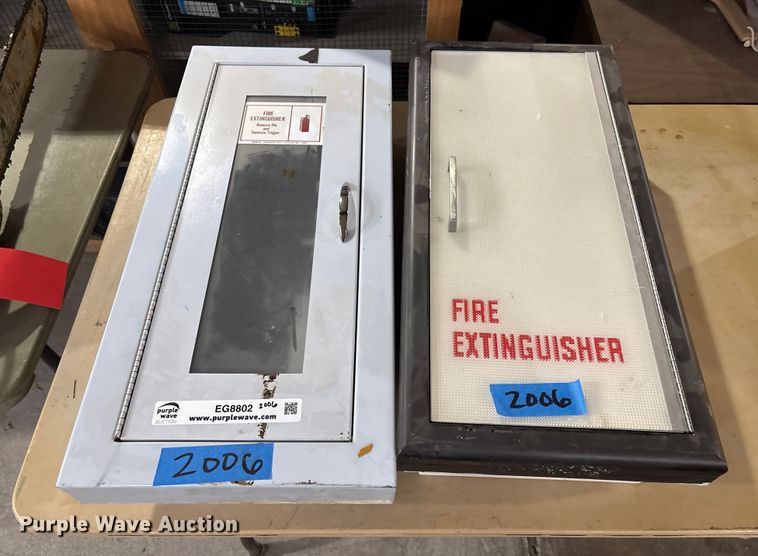 FIRE
EXTINGUISHER
Remove Pin
and
Squeeze Trigger
purple
wave
AUCTION
EG8802 2006
www.purplewave.com
2006
FIRE
EXTINGUISHER
2006
Purple Wave Auction